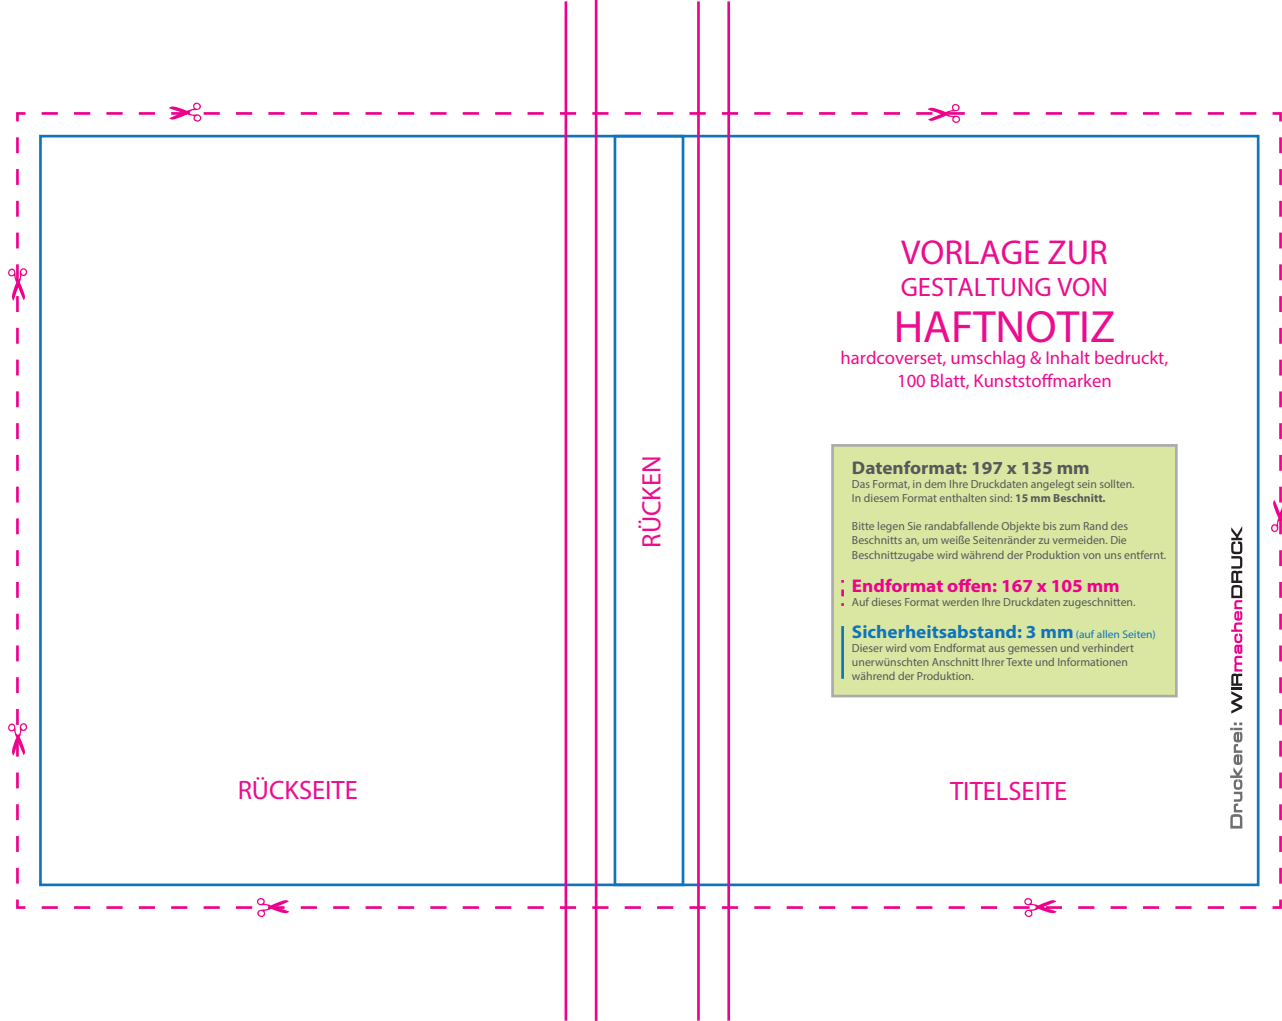 VORLAGE ZUR
GESTALTUNG VON
HAFTNOTIZ
hardcoverset, umschlag & Inhalt bedruckt,
100 Blatt, Kunststoffmarken
Datenformat: 197 x 135 mm
Das Format, in dem Ihre Druckdaten angelegt sein sollten.
In diesem Format enthalten sind: 15 mm Beschnitt.
Bitte legen Sie randabfallende Objekte bis zum Rand des
Beschnitts an, um weiße Seitenränder zu vermeiden. Die
Beschnittzugabe wird während der Produktion von uns entfernt.
Endformat offen: 167 x 105 mm
Auf dieses Format werden Ihre Druckdaten zugeschnitten.
Sicherheitsabstand: 3 mm (auf allen Seiten)
Dieser wird vom Endformat aus gemessen und verhindert
unerwünschten Anschnitt Ihrer Texte und Informationen
während der Produktion.
RÜCKEN
RÜCKSEITE
TITELSEITE
Druckerei: WIRmachenDRUCK